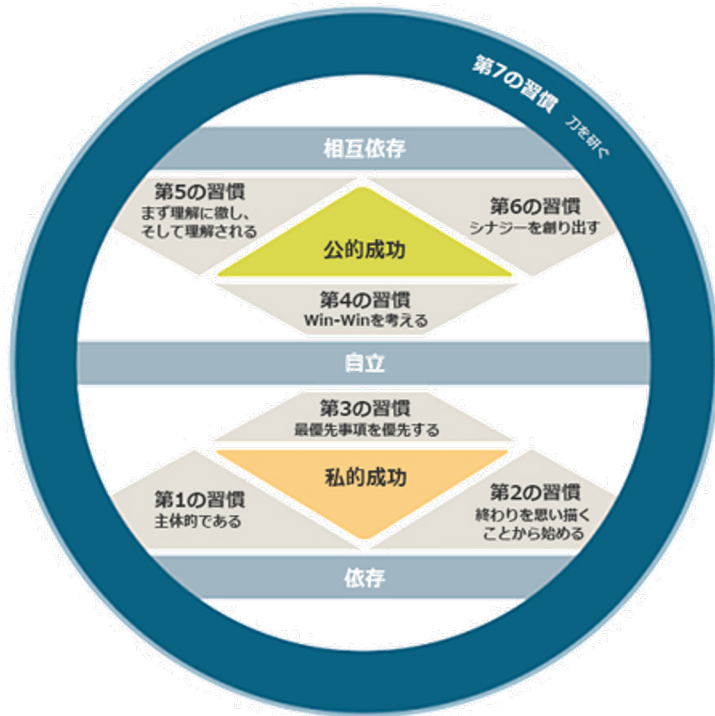 第7の習慣 刀を研ぐ
相互依存
第5の習慣
まず理解に徹し、
そして理解される
第6の習慣
シナジーを創り出す
公的成功
第4の習慣
Win-Winを考える
自立
第3の習慣
最優先事項を優先する
私的成功
第1の習慣
主体的である
第2の習慣
終わりを思い描く
ことから始める
依存